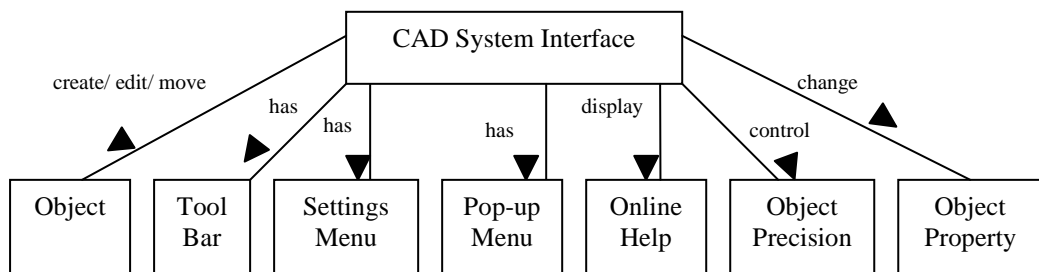 CAD System Interface
create/ edit/ move
has
has
has
display
control
change
Object
Tool
Bar
Settings
Menu
Pop-up
Menu
Online
Help
Object
Precision
Object
Property